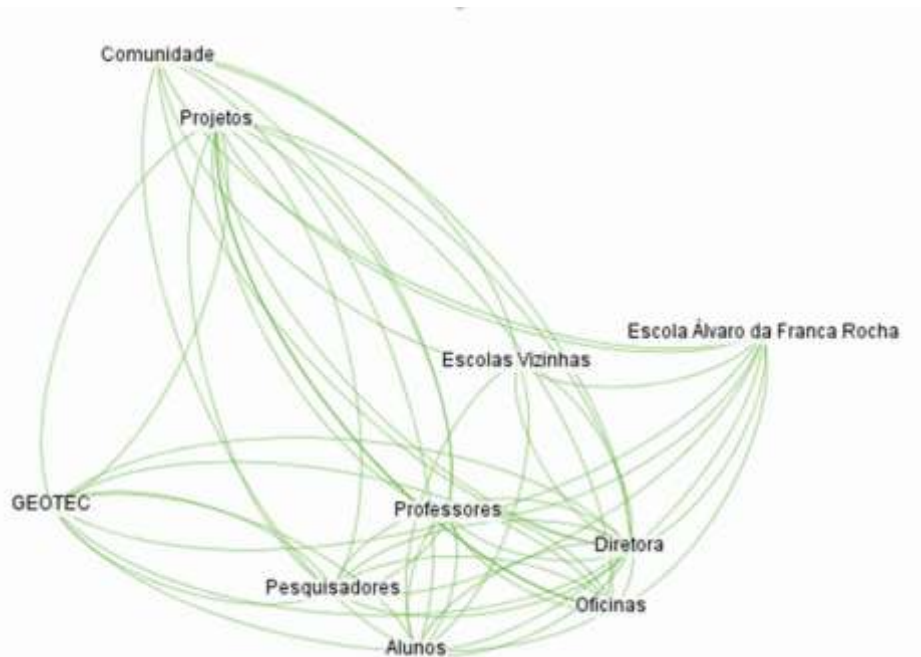 Comunidade
Projetos
Escola Álvaro da Franca Rocha
Escolas Vizinhas
GEOTEC
Professores
Diretora
Pesquisadores
Oficinas
Alunos